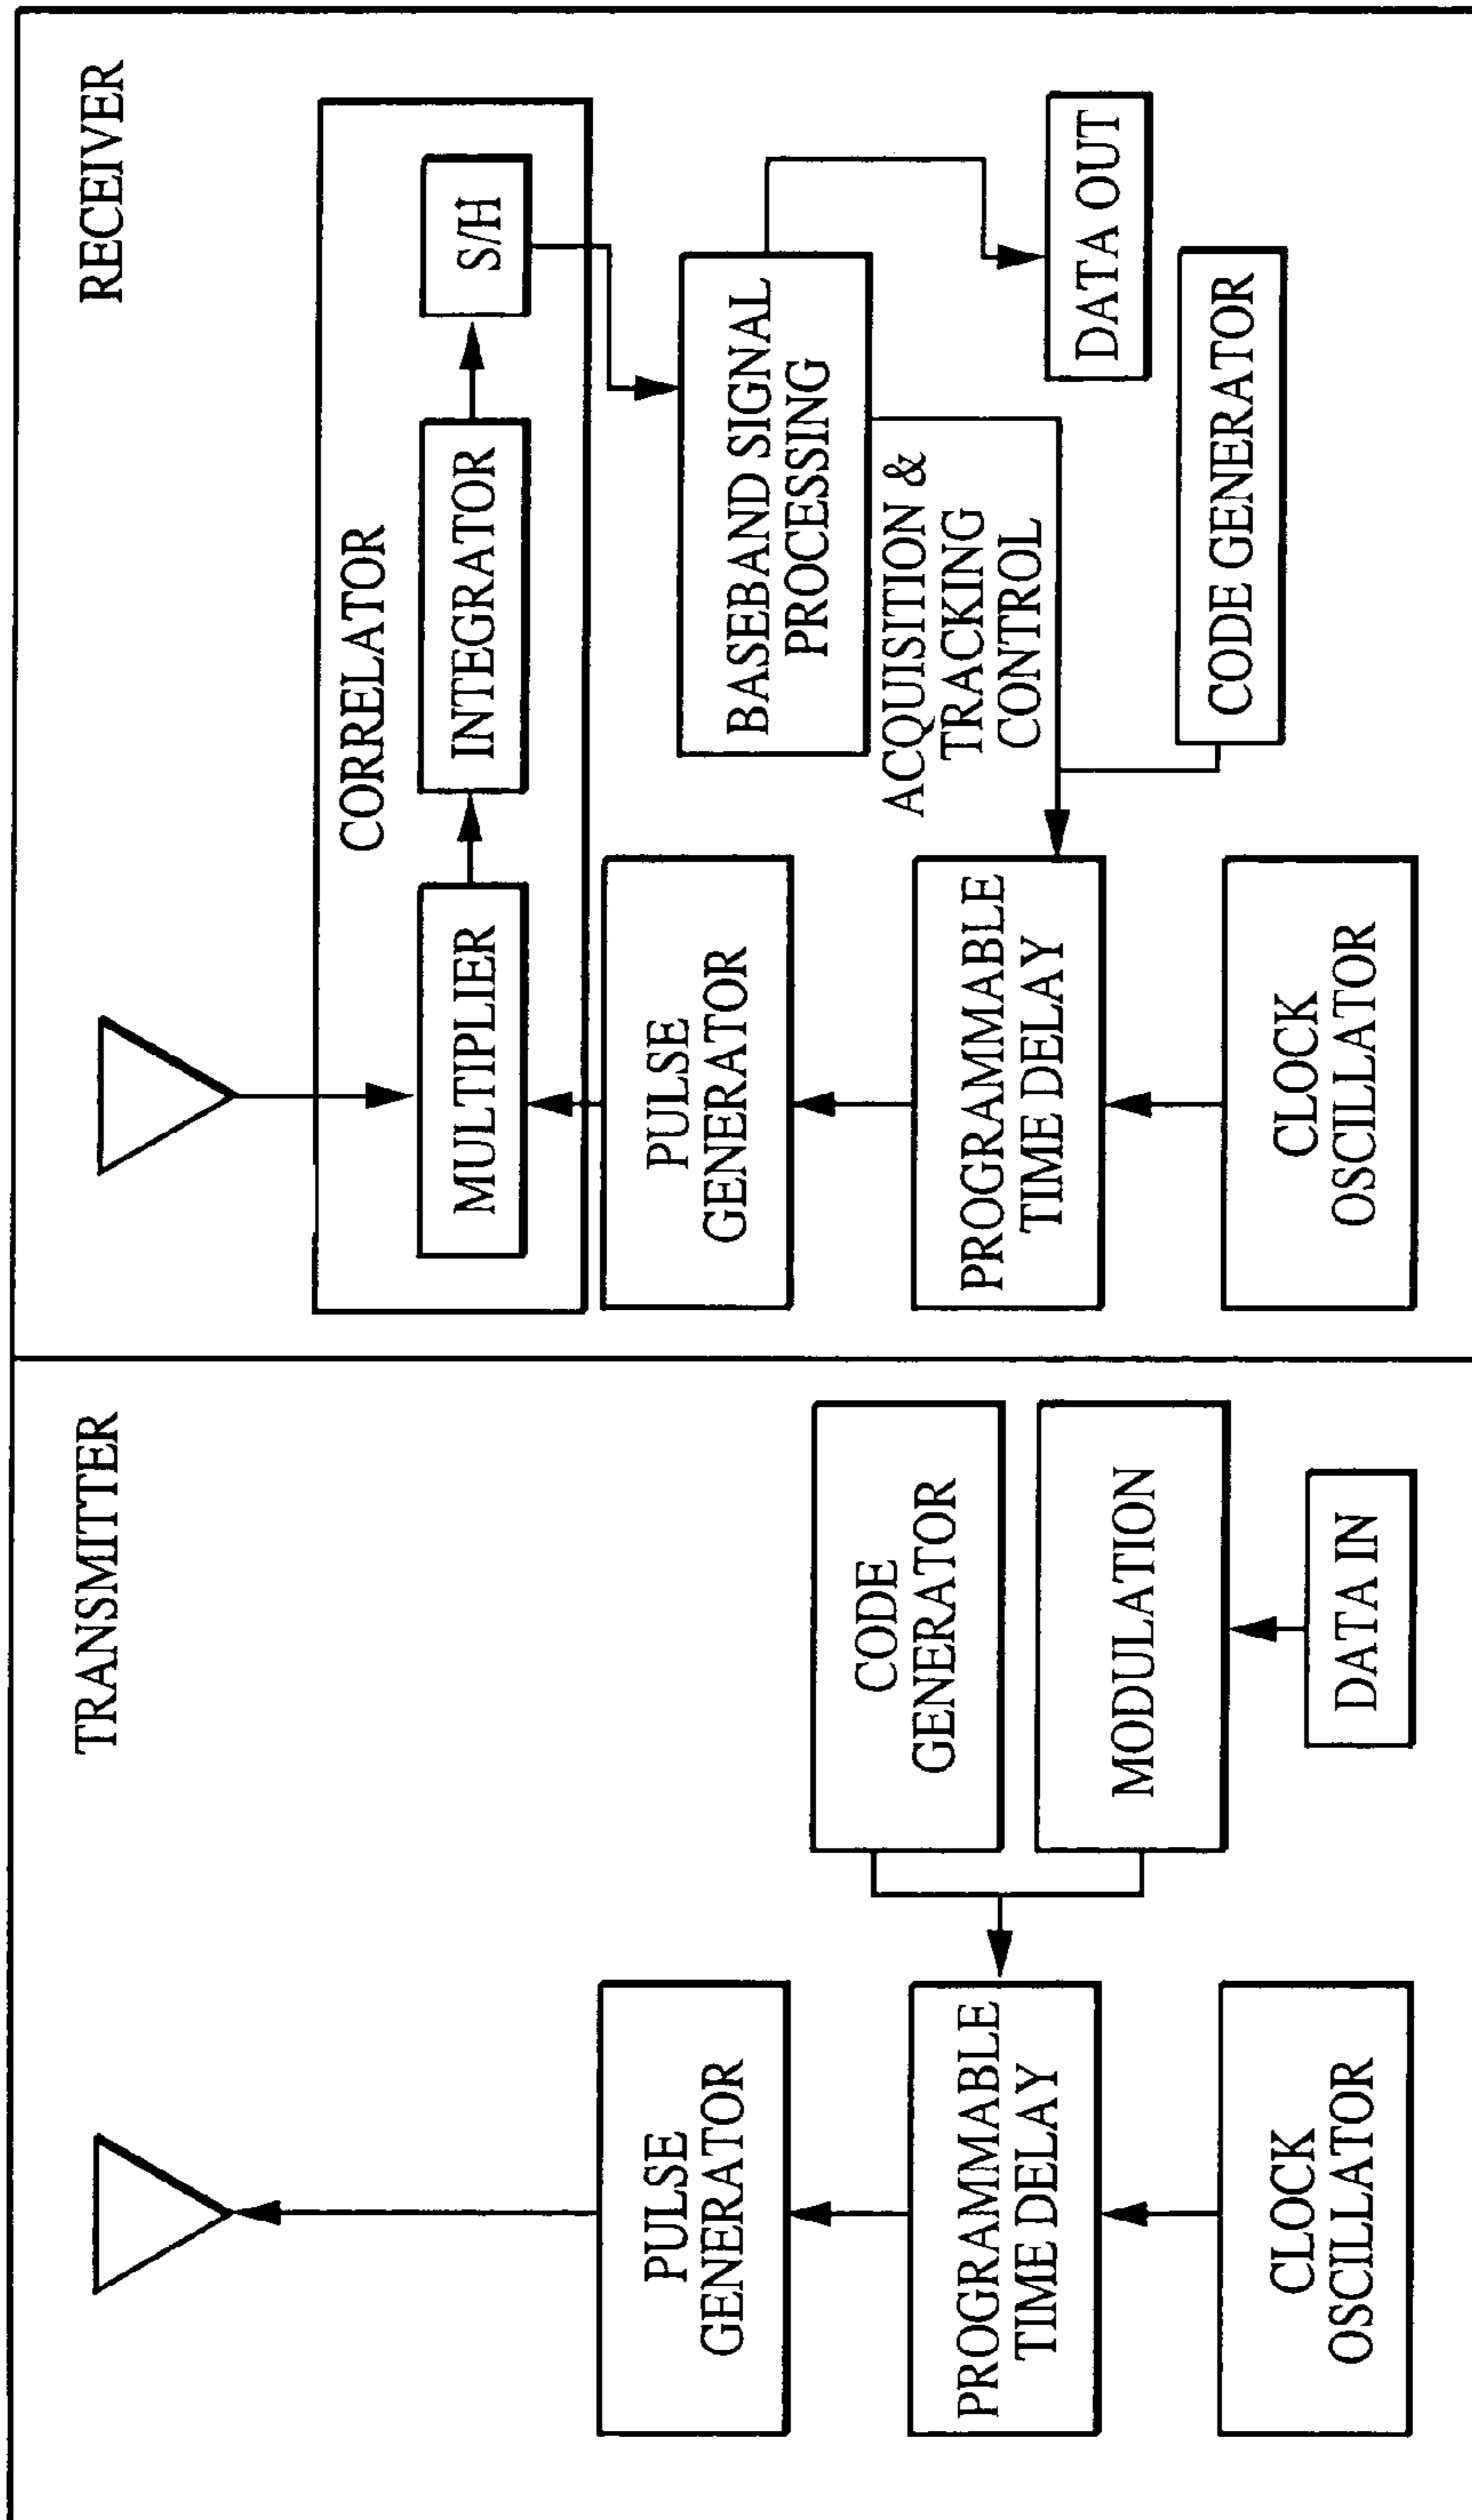 TRANSMITTER
PULSE
GENERATOR
PROGRAMMABLE
TIME DELAY
CLOCK
OSCILLATOR
CODE
GENERATOR
MODULATION
DATA IN
RECEIVER
CORRELATOR
MULTIPLIER
INTEGRATOR
S/H
PULSE
GENERATOR
BASEBAND SIGNAL
PROCESSING
ACQUISITION &
TRACKING
CONTROL
PROGRAMMABLE
TIME DELAY
DATA OUT
CODE GENERATOR
CLOCK
OSCILLATOR